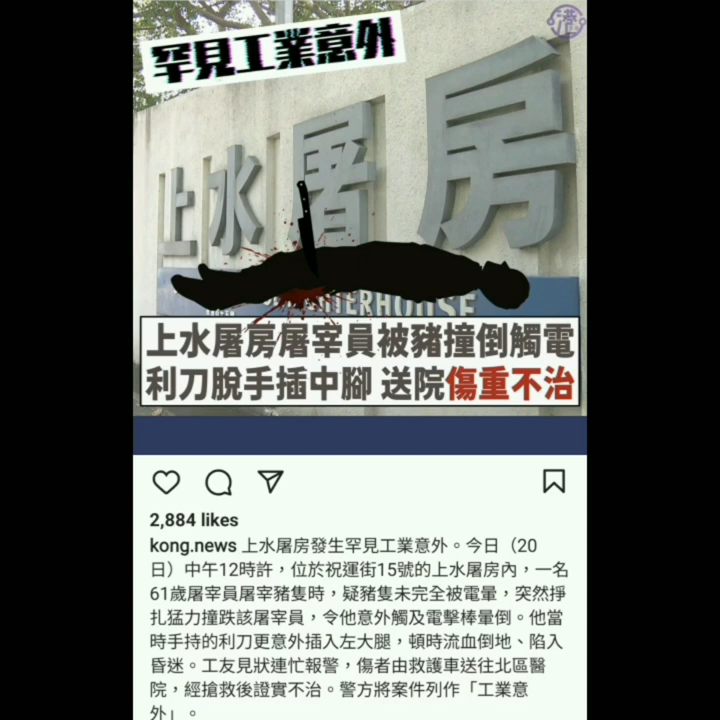 罕見工業意外
上水屠房
上水屠房屠宰員被豬撞倒觸電
利刀脫手插中腳 送院傷重不治
2,884 likes
kong.news 上水屠房發生罕見工業意外。今日（20
日）中午12時許，位於祝運街15號的上水屠房內，一名
61歲屠宰員屠宰豬隻時，疑豬隻未完全被電暈，突然掙
扎猛力撞跌該屠宰員，令他意外觸及電擊棒暈倒。他當
時手持的利刀更意外插入左大腿，頓時流血倒地、陷入
昏迷。工友見狀連忙報警，傷者由救護車送往北區醫
院，經搶救後證實不治。警方將案件列作「工業意
外」。